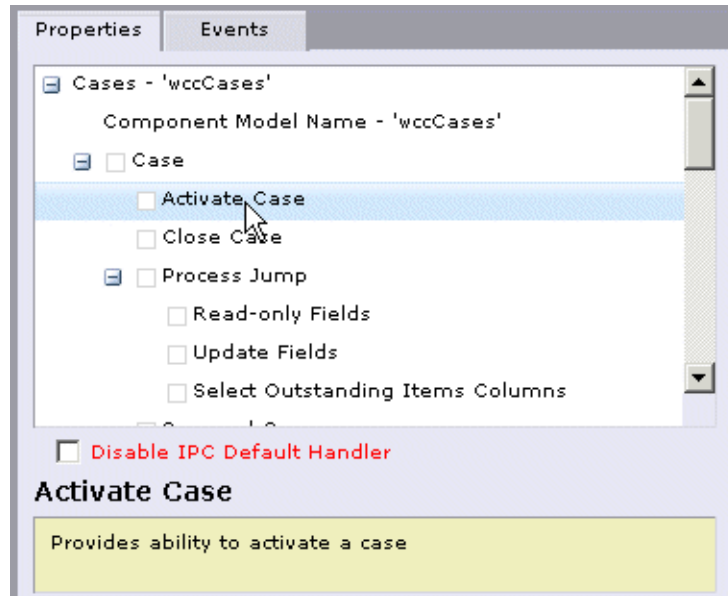 Properties Events
Cases - 'wccCases'
Component Model Name - 'wccCases'
Case
Activate Case
Close Case
Process Jump
Read-only Fields
Update Fields
Select Outstanding Items Columns
Disable IPC Default Handler
Activate Case
Provides ability to activate a case